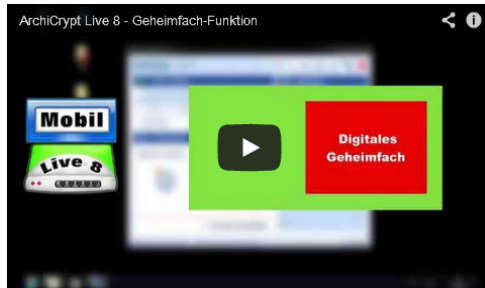 ArchiCrypt Live 8 - Geheimfach-Funktion
Mobil
Live 8
Digitales
Geheimfach